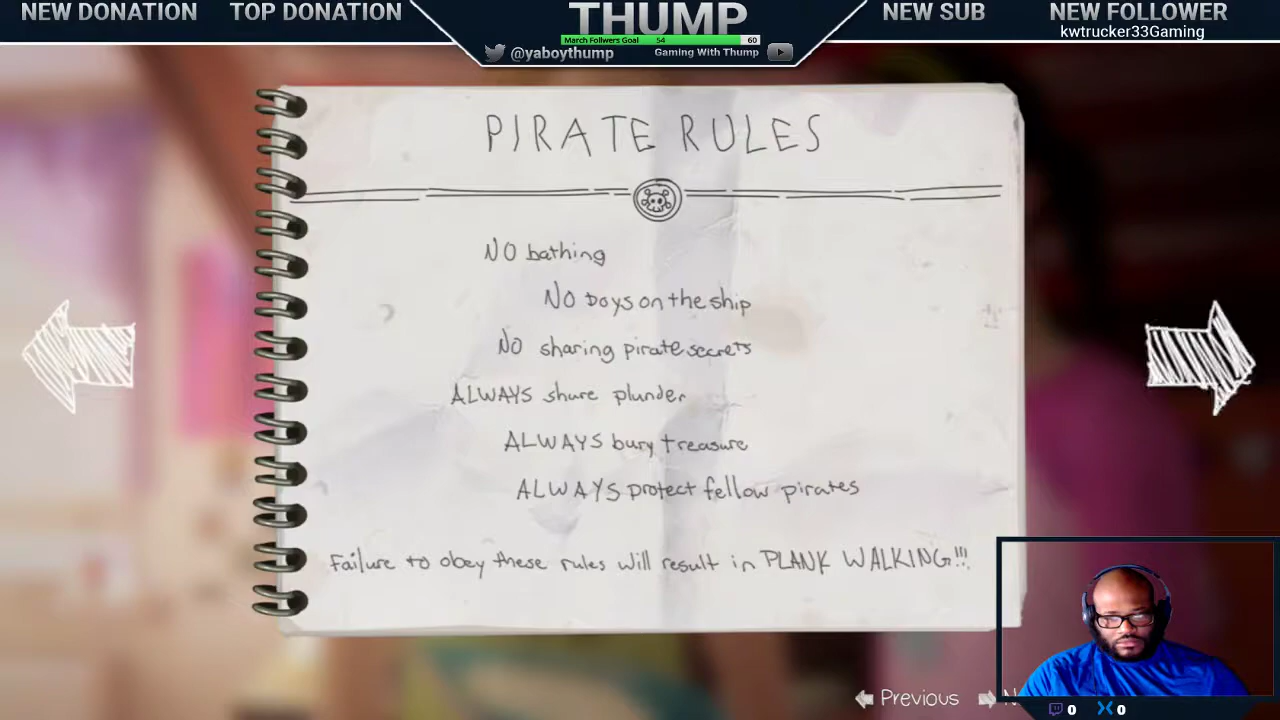 NEW DONATION
TOP DONATION
THUMP
NEW SUB
NEW FOLLOWER
kwtrucker33Gaming
March Follwers Goal 54 60
@yaboythump
Gaming With Thump
PIRATE RULES
NO bathing
NO boys on the ship
NO sharing pirate secrets
ALWAYS share plunder
ALWAYS bury treasure
ALWAYS protect fellow pirates
Failure to obey these rules will result in PLANK WALKING!!!
Previous
0
0